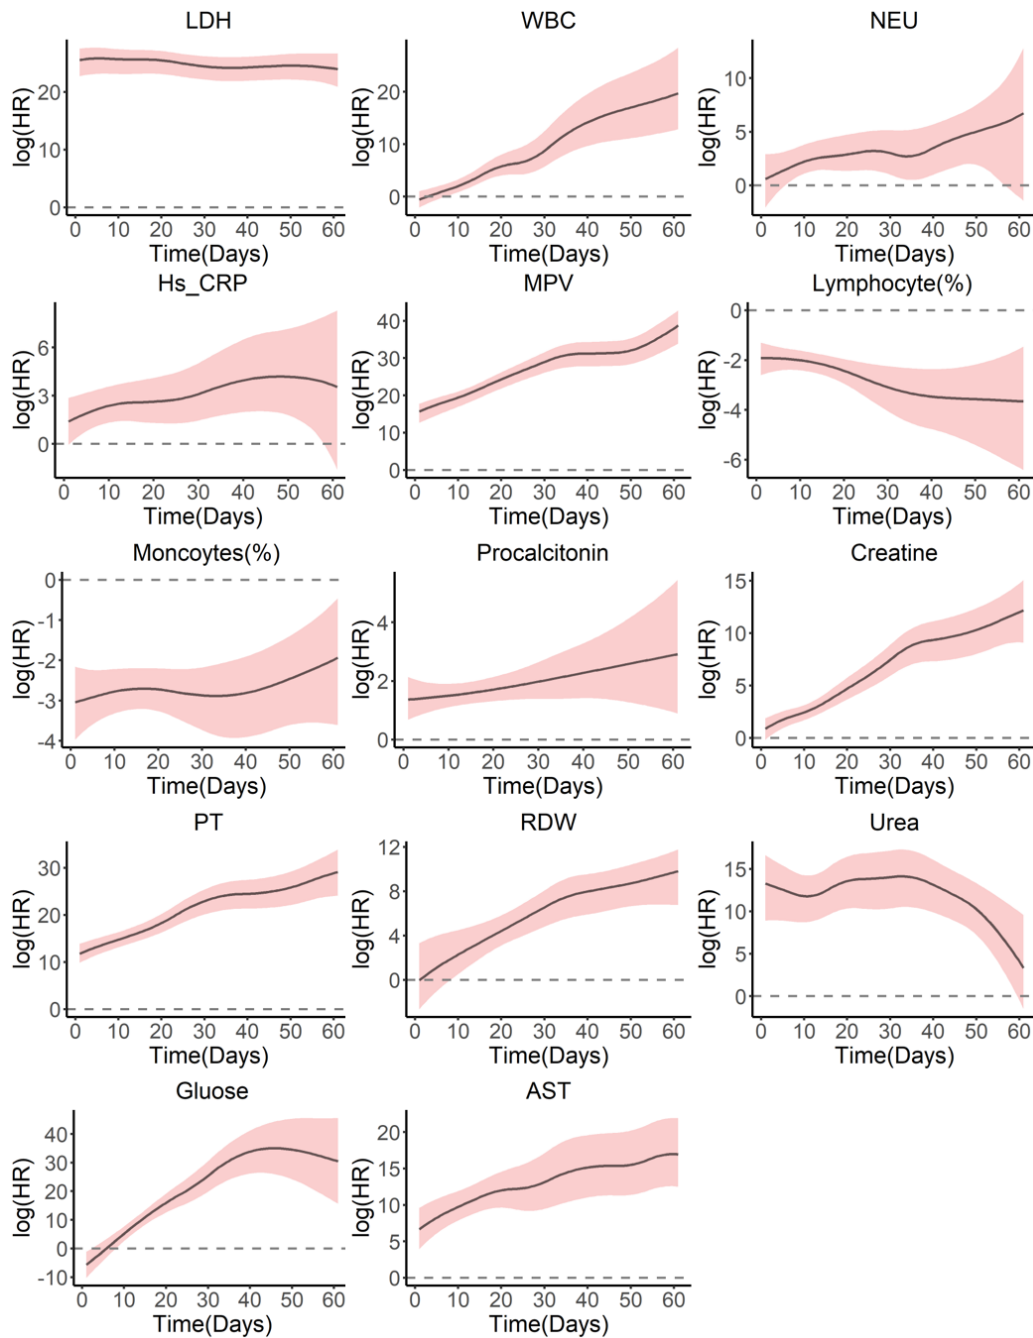 LDH WBC NEU
log(HR) 20 0
log(HR) 20 10 0
log(HR) 10 5 0
0 10 20 30 40 50 60
0 10 20 30 40 50 60
0 10 20 30 40 50 60
Time(Days) Time(Days) Time(Days)
Hs_CRP MPV Lymphocyte(%)
log(HR) 6 3 0
log(HR) 40 30 20 10 0
log(HR) 0 -2 -4 -6
0 10 20 30 40 50 60
0 10 20 30 40 50 60
0 10 20 30 40 50 60
Time(Days) Time(Days) Time(Days)
Moncoytes(%) Procalcitonin Creatine
log(HR) 0 -1 -2 -3 -4
log(HR) 4 2 0
log(HR) 15 10 5 0
0 10 20 30 40 50 60
0 10 20 30 40 50 60
0 10 20 30 40 50 60
Time(Days) Time(Days) Time(Days)
PT RDW Urea
log(HR) 30 20 10 0
log(HR) 12 8 4 0
log(HR) 15 10 5 0
0 10 20 30 40 50 60
0 10 20 30 40 50 60
0 10 20 30 40 50 60
Time(Days) Time(Days) Time(Days)
Gluose AST
log(HR) 40 30 20 10 0 -10
log(HR) 20 15 10 5 0
0 10 20 30 40 50 60
0 10 20 30 40 50 60
Time(Days) Time(Days)